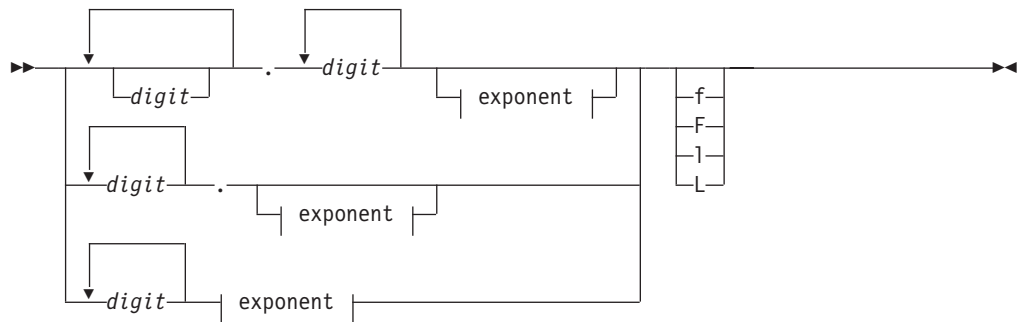 . digit
digit exponent f
F
l
digit . L
exponent
digit exponent